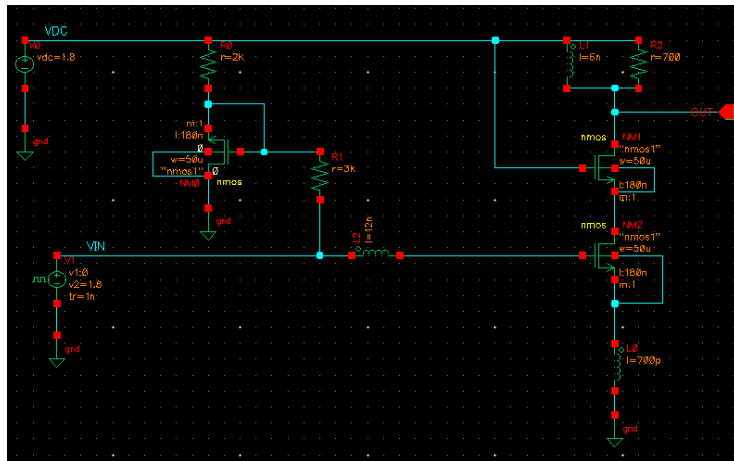 VDC
V0
vdc=1.8
gnd
R0
r=2k
m:1
l:180n
0
w=50u
"nmos1"
0
NM0
nmos
gnd
R1
r=3k
L1
l=6n
R2
r=700
OUT
nmos
NM1
"nmos1"
w=50u
l:180n
m:1
nmos
NM2
"nmos1"
w=50u
l:180n
m:1
VIN
V1
v1:0
v2=1.8
tr=1n
gnd
L2
l=12n
L0
l=700p
gnd